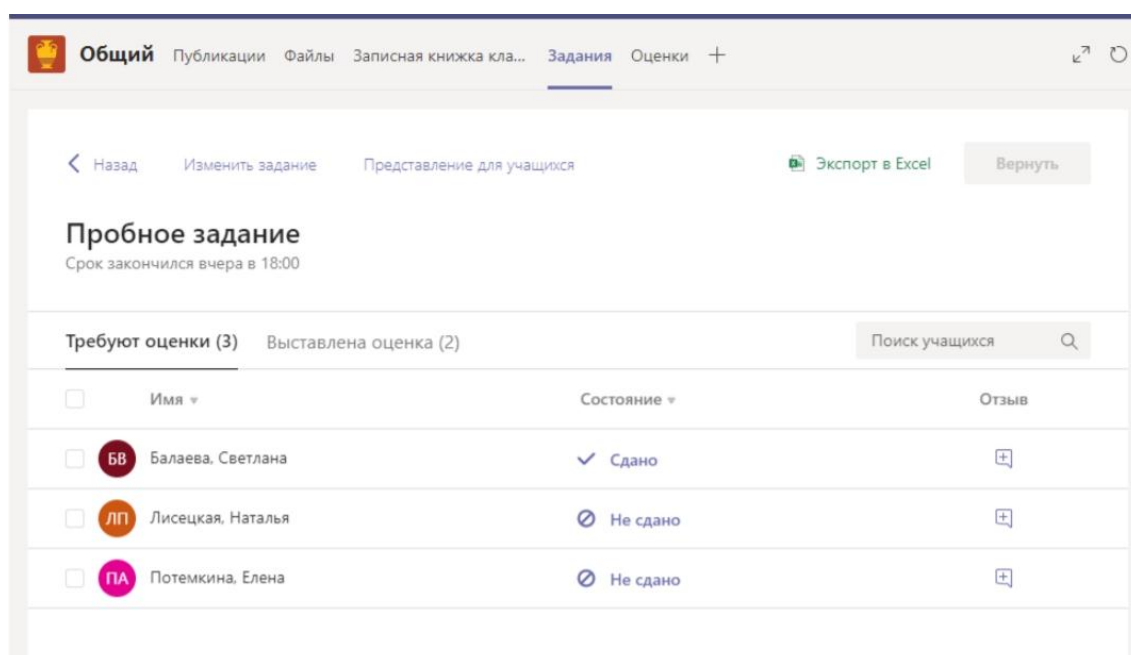 Общий Публикации Файлы Записная книжка кла... Задания Оценки +
Назад Изменить задание Представление для учащихся Экспорт в Excel Вернуть
Пробное задание
Срок закончился вчера в 18:00
Требуют оценки (3) Выставлена оценка (2) Поиск учащихся
Имя Состояние Отзыв
БВ Балаева, Светлана Сдано
ЛП Лисецкая, Наталья Не сдано
ПА Потемкина, Елена Не сдано